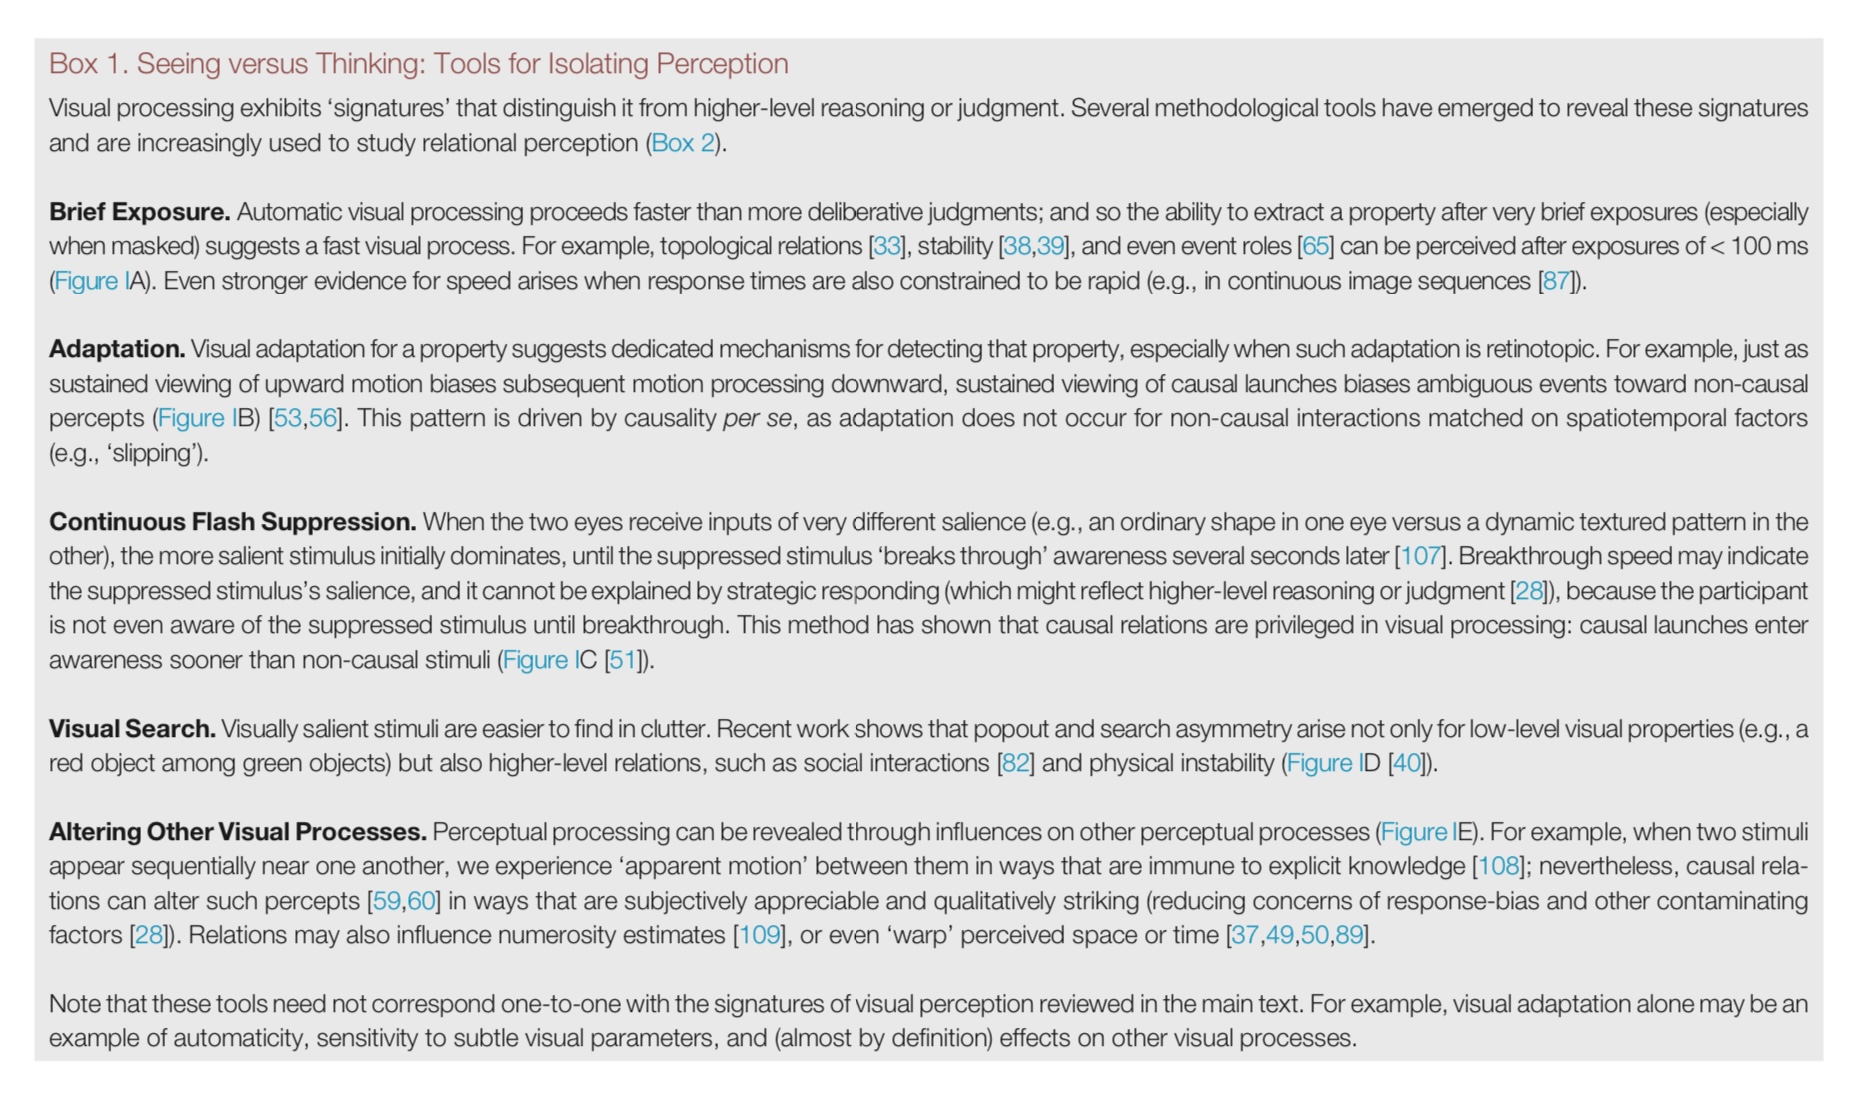 Box 1. Seeing versus Thinking: Tools for Isolating Perception
Visual processing exhibits ‘signatures’ that distinguish it from higher-level reasoning or judgment. Several methodological tools have emerged to reveal these signatures
and are increasingly used to study relational perception (Box 2).
Brief Exposure. Automatic visual processing proceeds faster than more deliberative judgments; and so the ability to extract a property after very brief exposures (especially
when masked) suggests a fast visual process. For example, topological relations [33], stability [38,39], and even event roles [65] can be perceived after exposures of < 100 ms
(Figure IA). Even stronger evidence for speed arises when response times are also constrained to be rapid (e.g., in continuous image sequences [87]).
Adaptation. Visual adaptation for a property suggests dedicated mechanisms for detecting that property, especially when such adaptation is retinotopic. For example, just as
sustained viewing of upward motion biases subsequent motion processing downward, sustained viewing of causal launches biases ambiguous events toward non-causal
percepts (Figure IB) [53,56]. This pattern is driven by causality per se, as adaptation does not occur for non-causal interactions matched on spatiotemporal factors
(e.g., ‘slipping’).
Continuous Flash Suppression. When the two eyes receive inputs of very different salience (e.g., an ordinary shape in one eye versus a dynamic textured pattern in the
other), the more salient stimulus initially dominates, until the suppressed stimulus ‘breaks through’ awareness several seconds later [107]. Breakthrough speed may indicate
the suppressed stimulus’s salience, and it cannot be explained by strategic responding (which might reflect higher-level reasoning or judgment [28]), because the participant
is not even aware of the suppressed stimulus until breakthrough. This method has shown that causal relations are privileged in visual processing: causal launches enter
awareness sooner than non-causal stimuli (Figure IC [51]).
Visual Search. Visually salient stimuli are easier to find in clutter. Recent work shows that popout and search asymmetry arise not only for low-level visual properties (e.g., a
red object among green objects) but also higher-level relations, such as social interactions [82] and physical instability (Figure ID [40]).
Altering Other Visual Processes. Perceptual processing can be revealed through influences on other perceptual processes (Figure IE). For example, when two stimuli
appear sequentially near one another, we experience ‘apparent motion’ between them in ways that are immune to explicit knowledge [108]; nevertheless, causal rela-
tions can alter such percepts [59,60] in ways that are subjectively appreciable and qualitatively striking (reducing concerns of response-bias and other contaminating
factors [28]). Relations may also influence numerosity estimates [109], or even ‘warp’ perceived space or time [37,49,50,89].
Note that these tools need not correspond one-to-one with the signatures of visual perception reviewed in the main text. For example, visual adaptation alone may be an
example of automaticity, sensitivity to subtle visual parameters, and (almost by definition) effects on other visual processes.